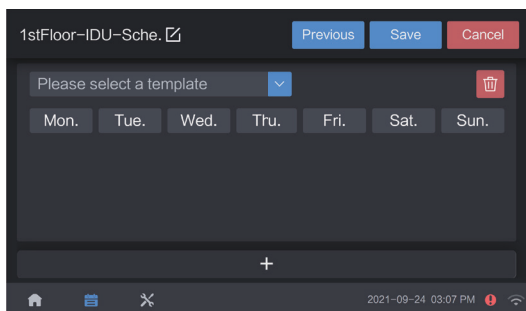 1stFloor-IDU-Sche. Previous Save Cancel
Please select a template
Mon. Tue. Wed. Thu. Fri. Sat. Sun.
+
2021-09-24 03:07 PM